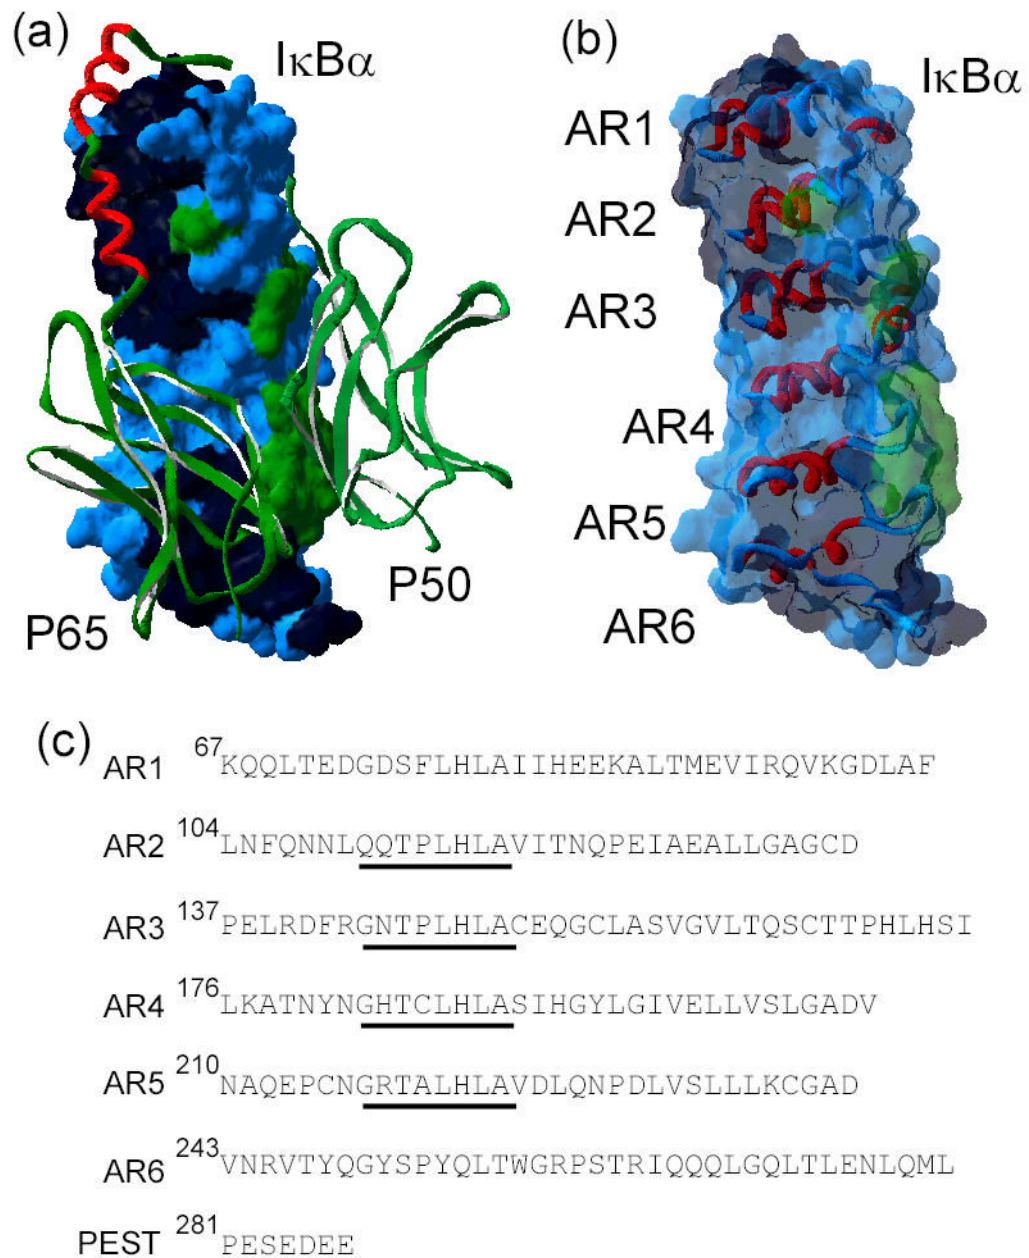 (a)
IκBα
P65
P50
(b)
IκBα
AR1
AR2
AR3
AR4
AR5
AR6
(c)
AR1 67KQQLTEDGDSFLHLAIIHEEKALTMEVIRQVKGDLAF
AR2 104LNFQNNLQQTPLHLAVITNQPEIAEALLGAGCD
AR3 137PELRDFRGNTPLHLACEQGCLASVGVLTQSCTTPHLHSI
AR4 176LKATNYNGHTCLHLASIHGYLGIVELLVSLGADV
AR5 210NAQEPCNGRTALHLAVDLQNPDLVSLLLKCGAD
AR6 243VNRVTYQGYSPYQLTWGRPSTRIQQQLGQLTLENLQML
PEST 281PESEDEE